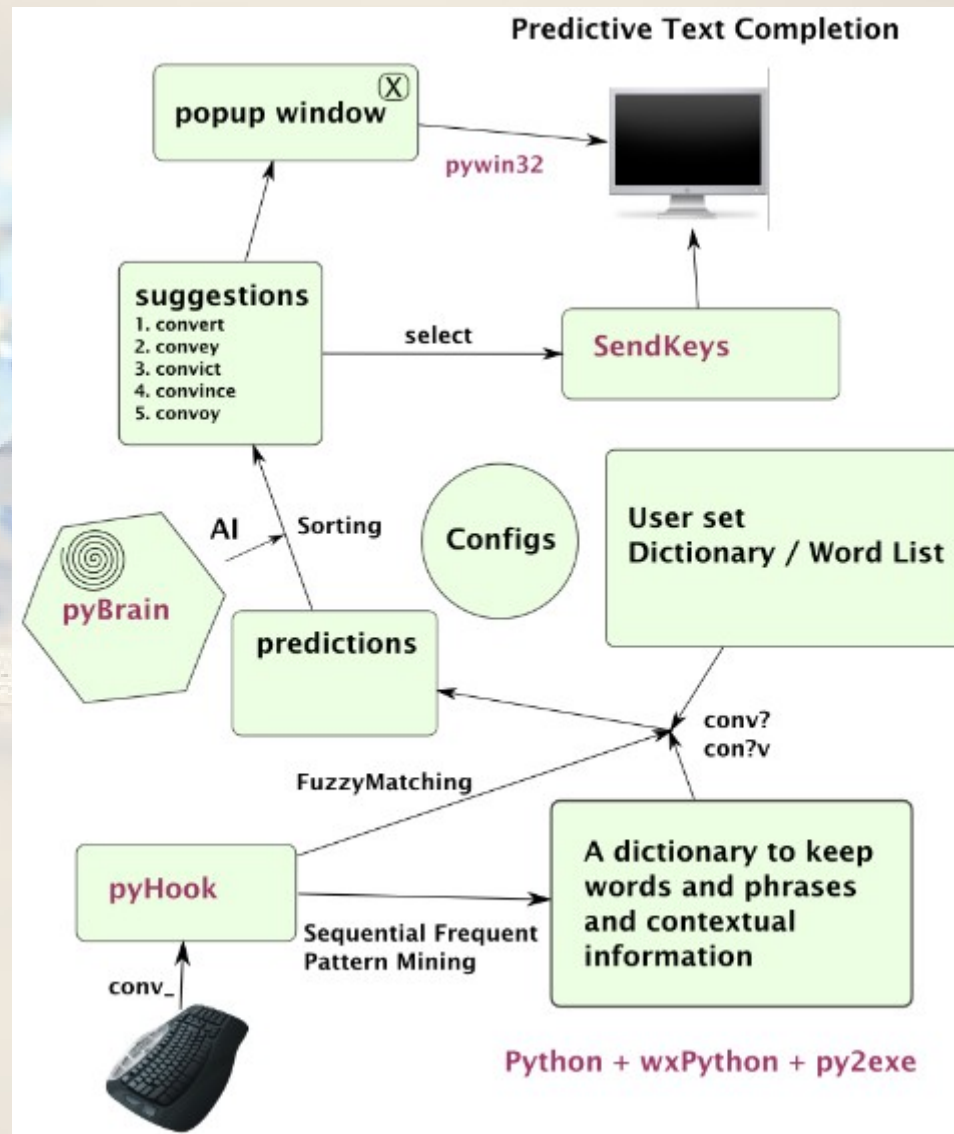 Predictive Text Completion
popup window
X
pywin32
suggestions
1. convert
2. convey
3. convict
4. convince
5. convoy
select
SendKeys
AI
Sorting
Configs
User set
Dictionary / Word List
pyBrain
predictions
conv?
con?v
FuzzyMatching
pyHook
A dictionary to keep
words and phrases
and contextual
information
Sequential Frequent
Pattern Mining
conv_
Python + wxPython + py2exe